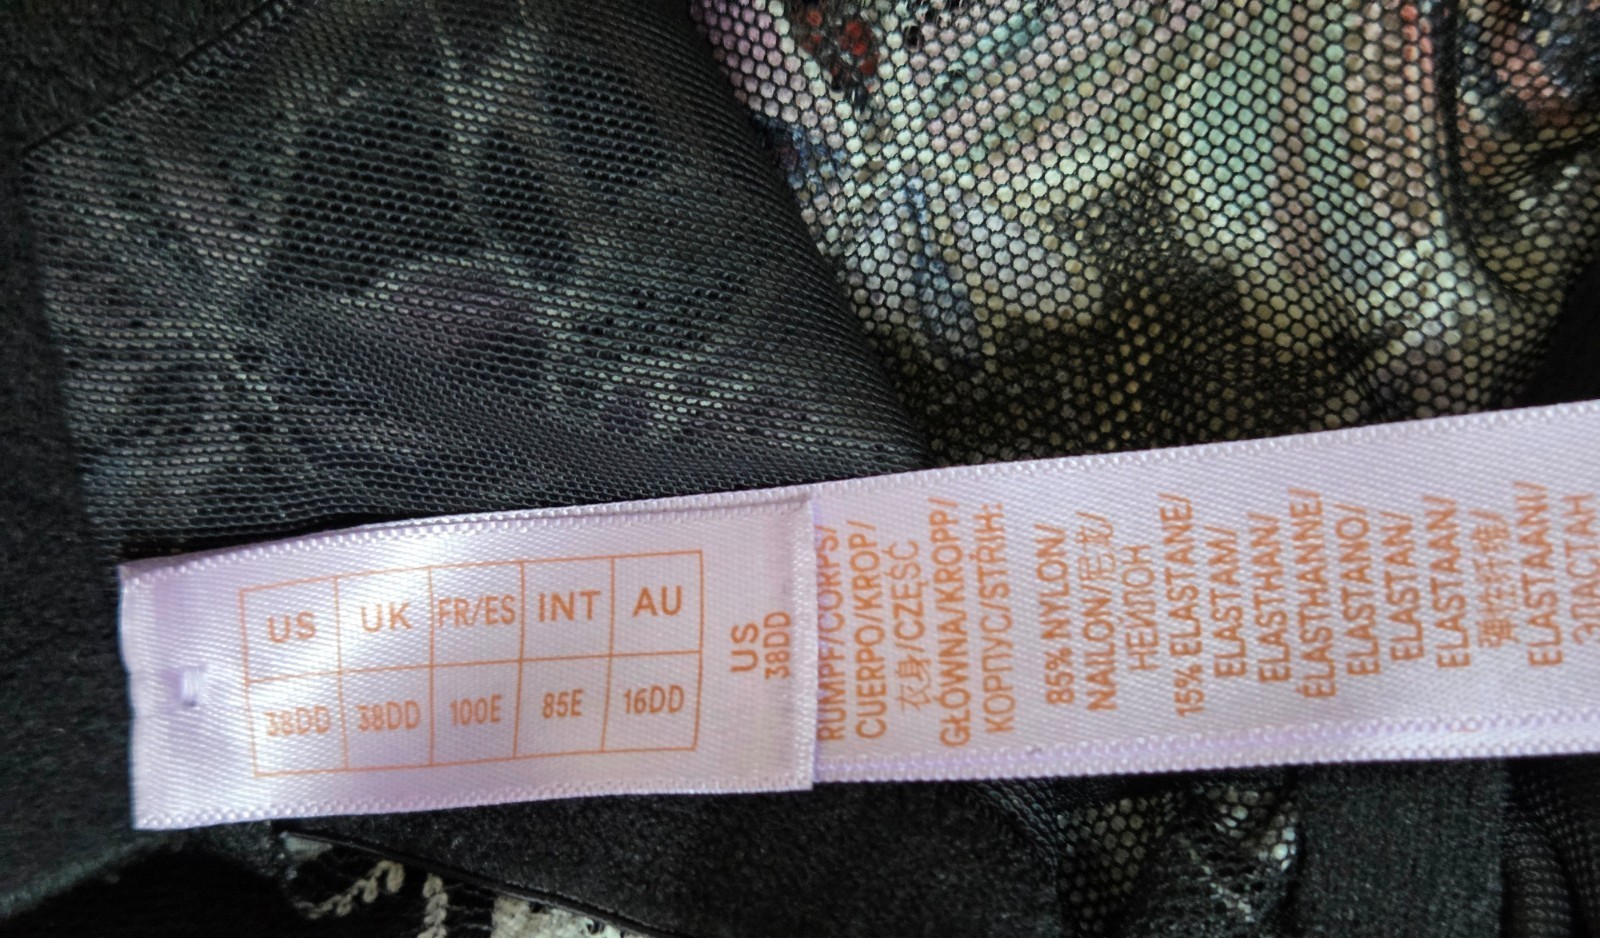 US UK FR/ES INT AU
38DD 38DD 100E 85E 16DD
US
38DD
RUMPF/CORPS/
CUERPO/KROP/
衣身/CZĘŚĆ
GŁÓWNA/KROPP/
КОРПУС/STŘIH:
85% NYLON/
NAILON/尼龙/
НЕЙЛОН
15% ELASTANE/
ELASTAM/
ELASTHAN/
ÉLASTHANNE/
ELASTANO/
ELASTAN/
ELASTAAN/
弹性纤维/
ELASTAANI/
ЭЛАСТАН